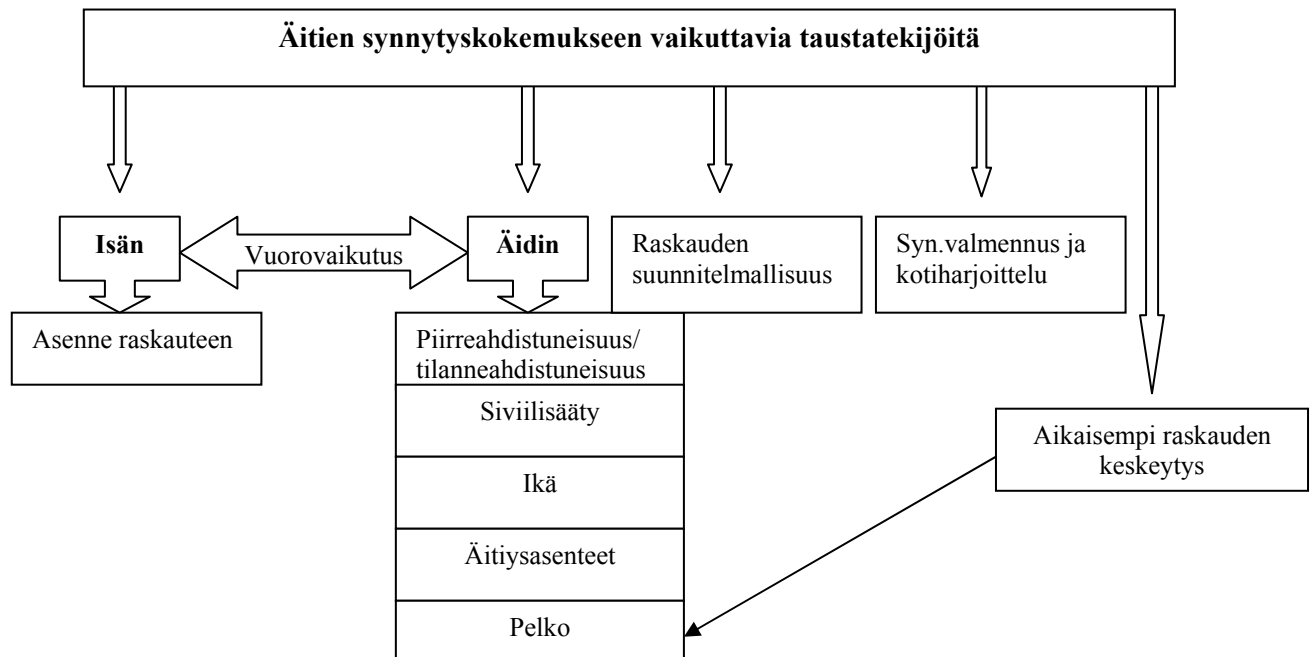 Äitien synnytyskokemukseen vaikuttavia taustatekijöitä
Isän
Vuorovaikutus
Äidin
Raskauden
suunnitelmallisuus
Syn.valmennus ja
kotiharjoittelu
Asenne raskauteen
Piirreahdistuneisuus/
tilanneahdistuneisuus
Siviilisääty
Ikä
Äitiysasenteet
Pelko
Aikaisempi raskauden
keskeytys